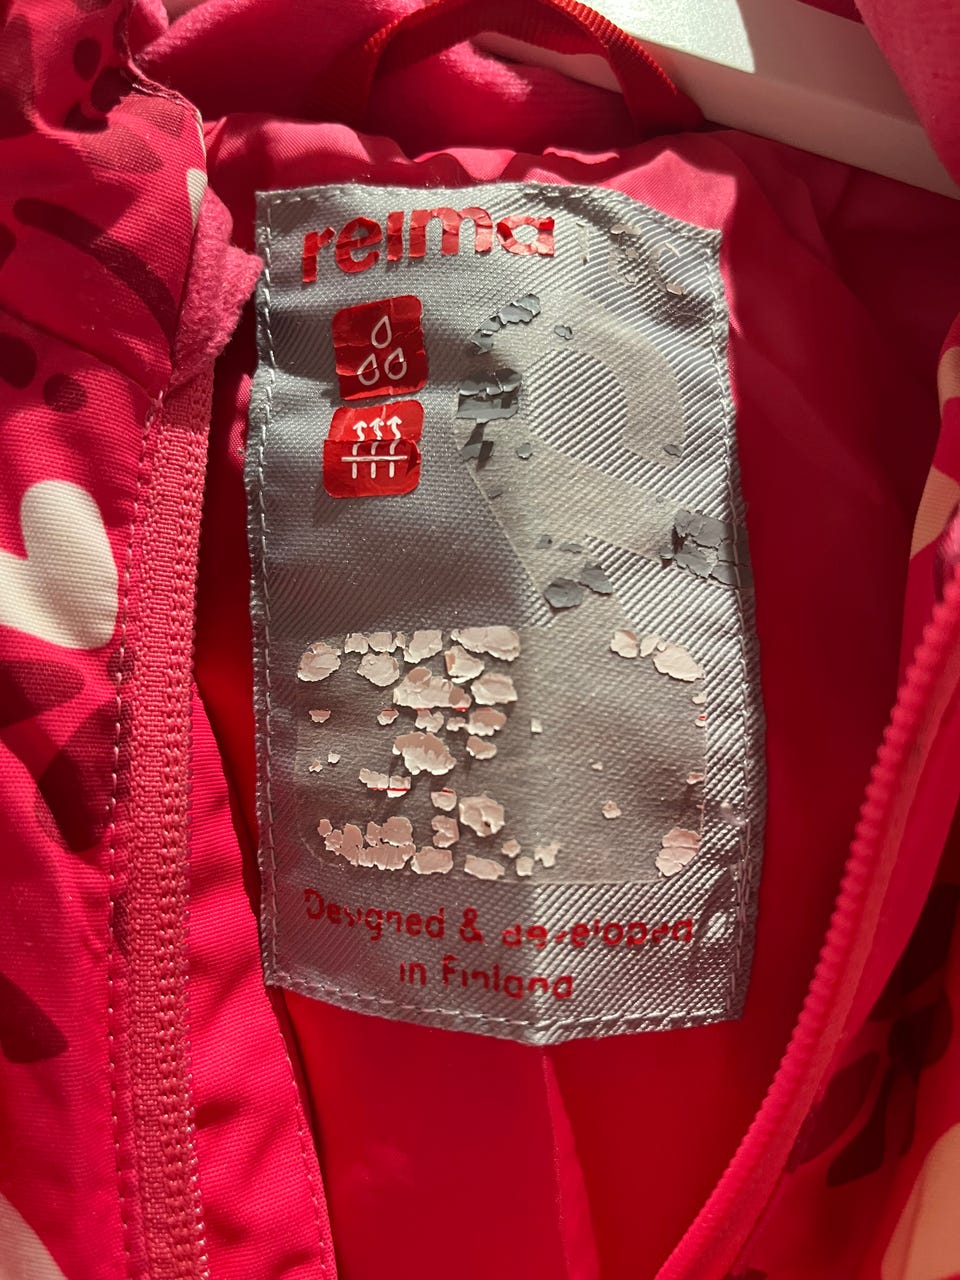 reima
Designed & developed
in Finland